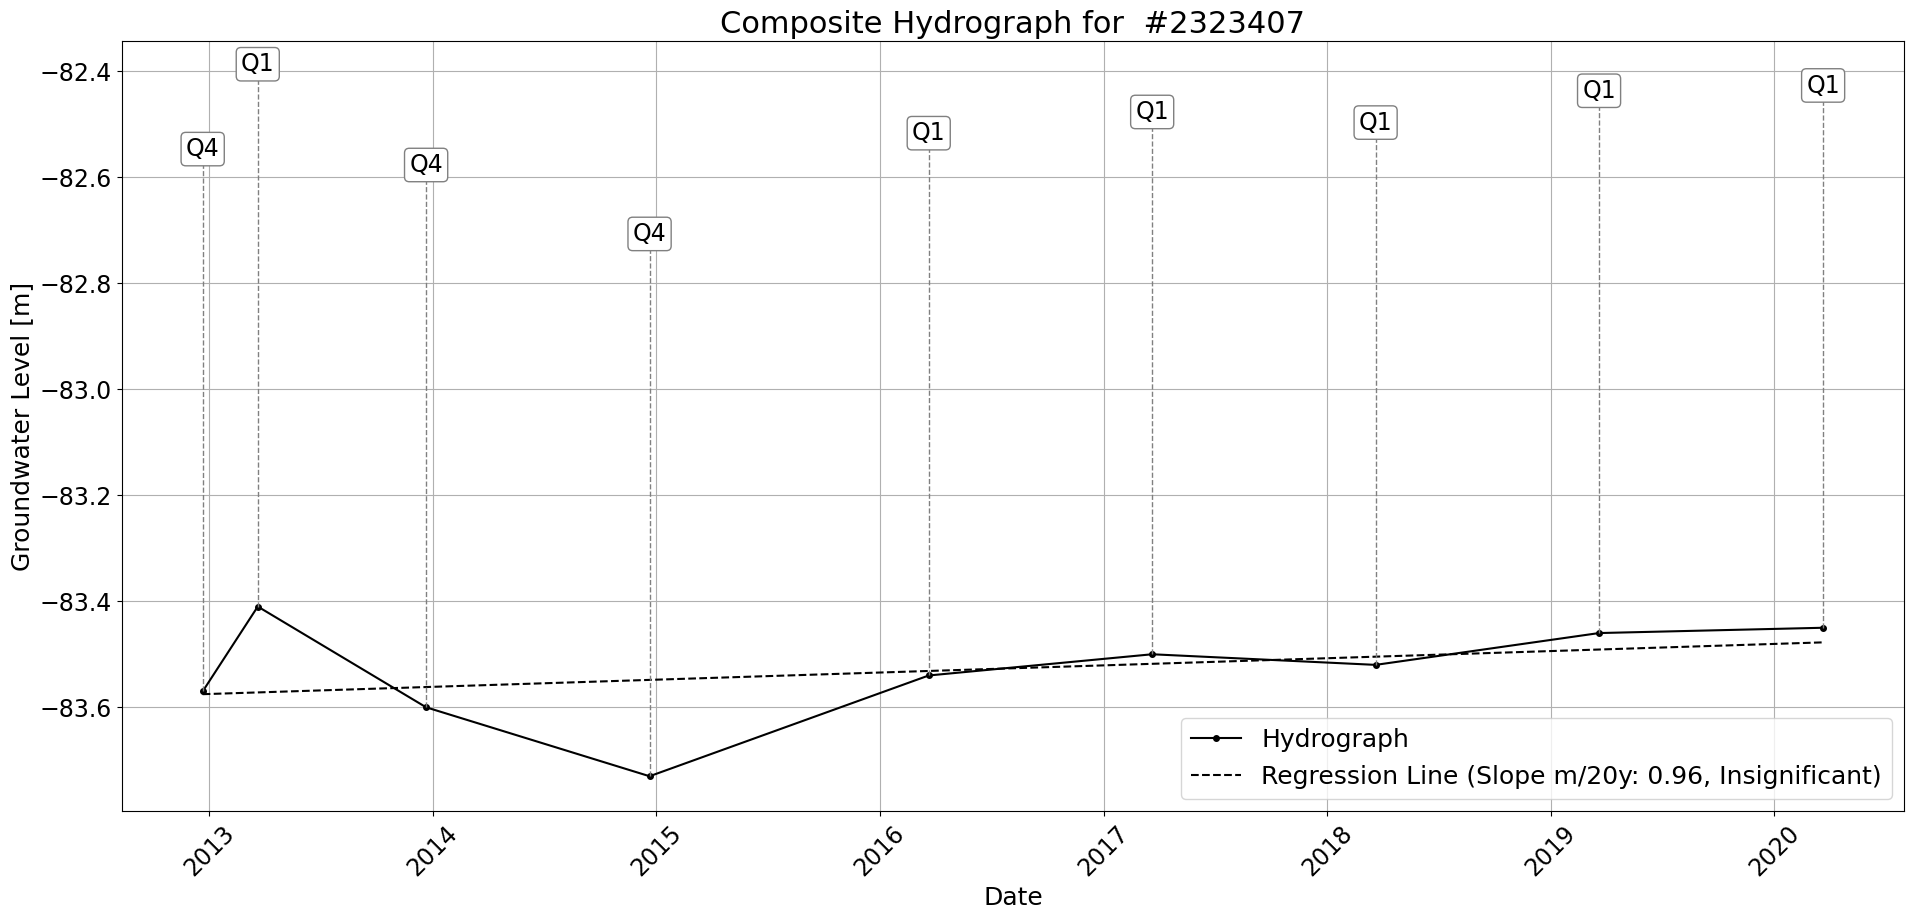 Composite Hydrograph for  #2323407
Groundwater Level [m]
−82.4
−82.6
−82.8
−83.0
−83.2
−83.4
−83.6
Q4
Q1
Q4
Q4
Q1
Q1
Q1
Q1
Q1
Hydrograph
Regression Line (Slope m/20y: 0.96, Insignificant)
2013
2014
2015
2016
2017
2018
2019
2020
Date